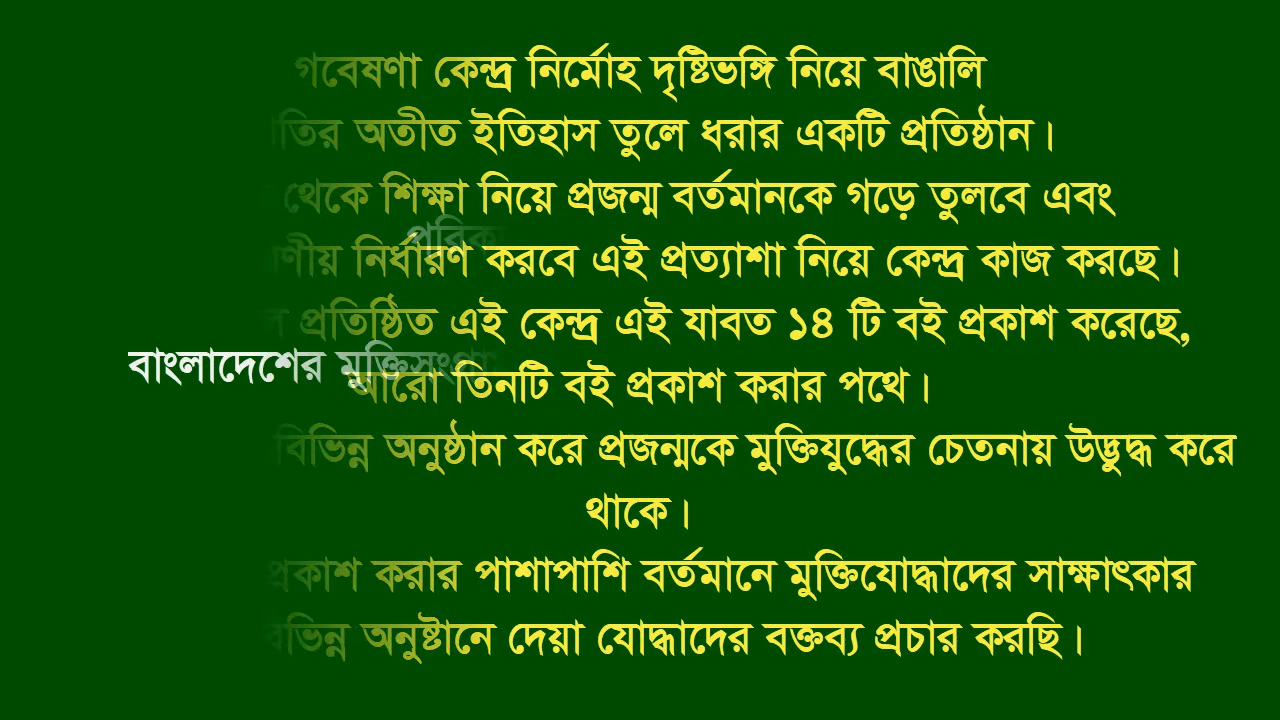 গবেষণা কেন্দ্র নির্মোহ দৃষ্টিভঙ্গি নিয়ে বাঙালি
অতীত ইতিহাস তুলে ধরার একটি প্রতিষ্ঠান।
থেকে শিক্ষা নিয়ে প্রজন্ম বর্তমানকে গড়ে তুলবে এবং
নির্ধারণ করবে এই প্রত্যাশা নিয়ে কেন্দ্র কাজ করছে।
প্রতিষ্ঠিত এই কেন্দ্র এই যাবত ১৪ টি বই প্রকাশ করেছে,
বাংলাদেশের
আরো তিনটি বই প্রকাশ করার পথে।
বিভিন্ন অনুষ্ঠান করে প্রজন্মকে মুক্তিযুদ্ধের চেতনায় উদ্ভুদ্ধ করে
থাকে।
প্রকাশ করার পাশাপাশি বর্তমানে মুক্তিযোদ্ধাদের সাক্ষাৎকার
বিভিন্ন অনুষ্টানে দেয়া যোদ্ধাদের বক্তব্য প্রচার করছি।